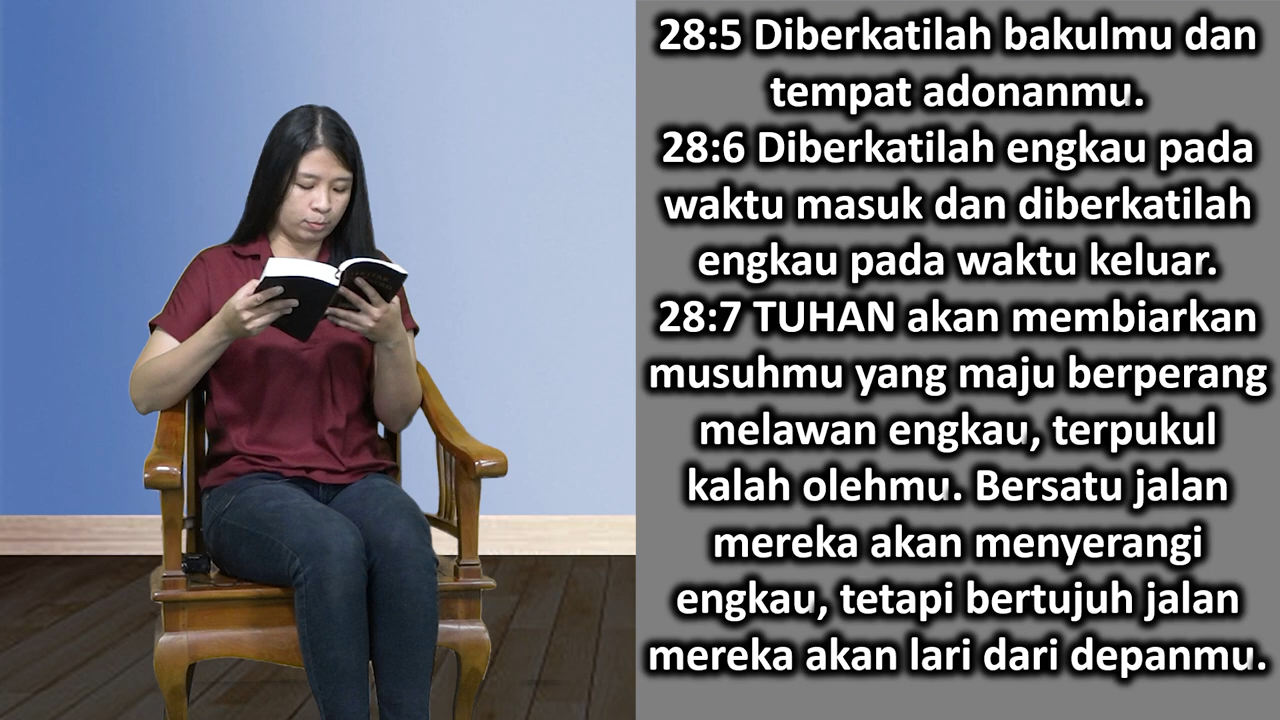 28:5 Diberkatilah bakulmu dan
tempat adonanmu.
28:6 Diberkatilah engkau pada
waktu masuk dan diberkatilah
engkau pada waktu keluar.
28:7 TUHAN akan membiarkan
musuhmu yang maju berperang
melawan engkau, terpukul
kalah olehmu. Bersatu jalan
mereka akan menyerangi
engkau, tetapi bertujuh jalan
mereka akan lari dari depanmu.